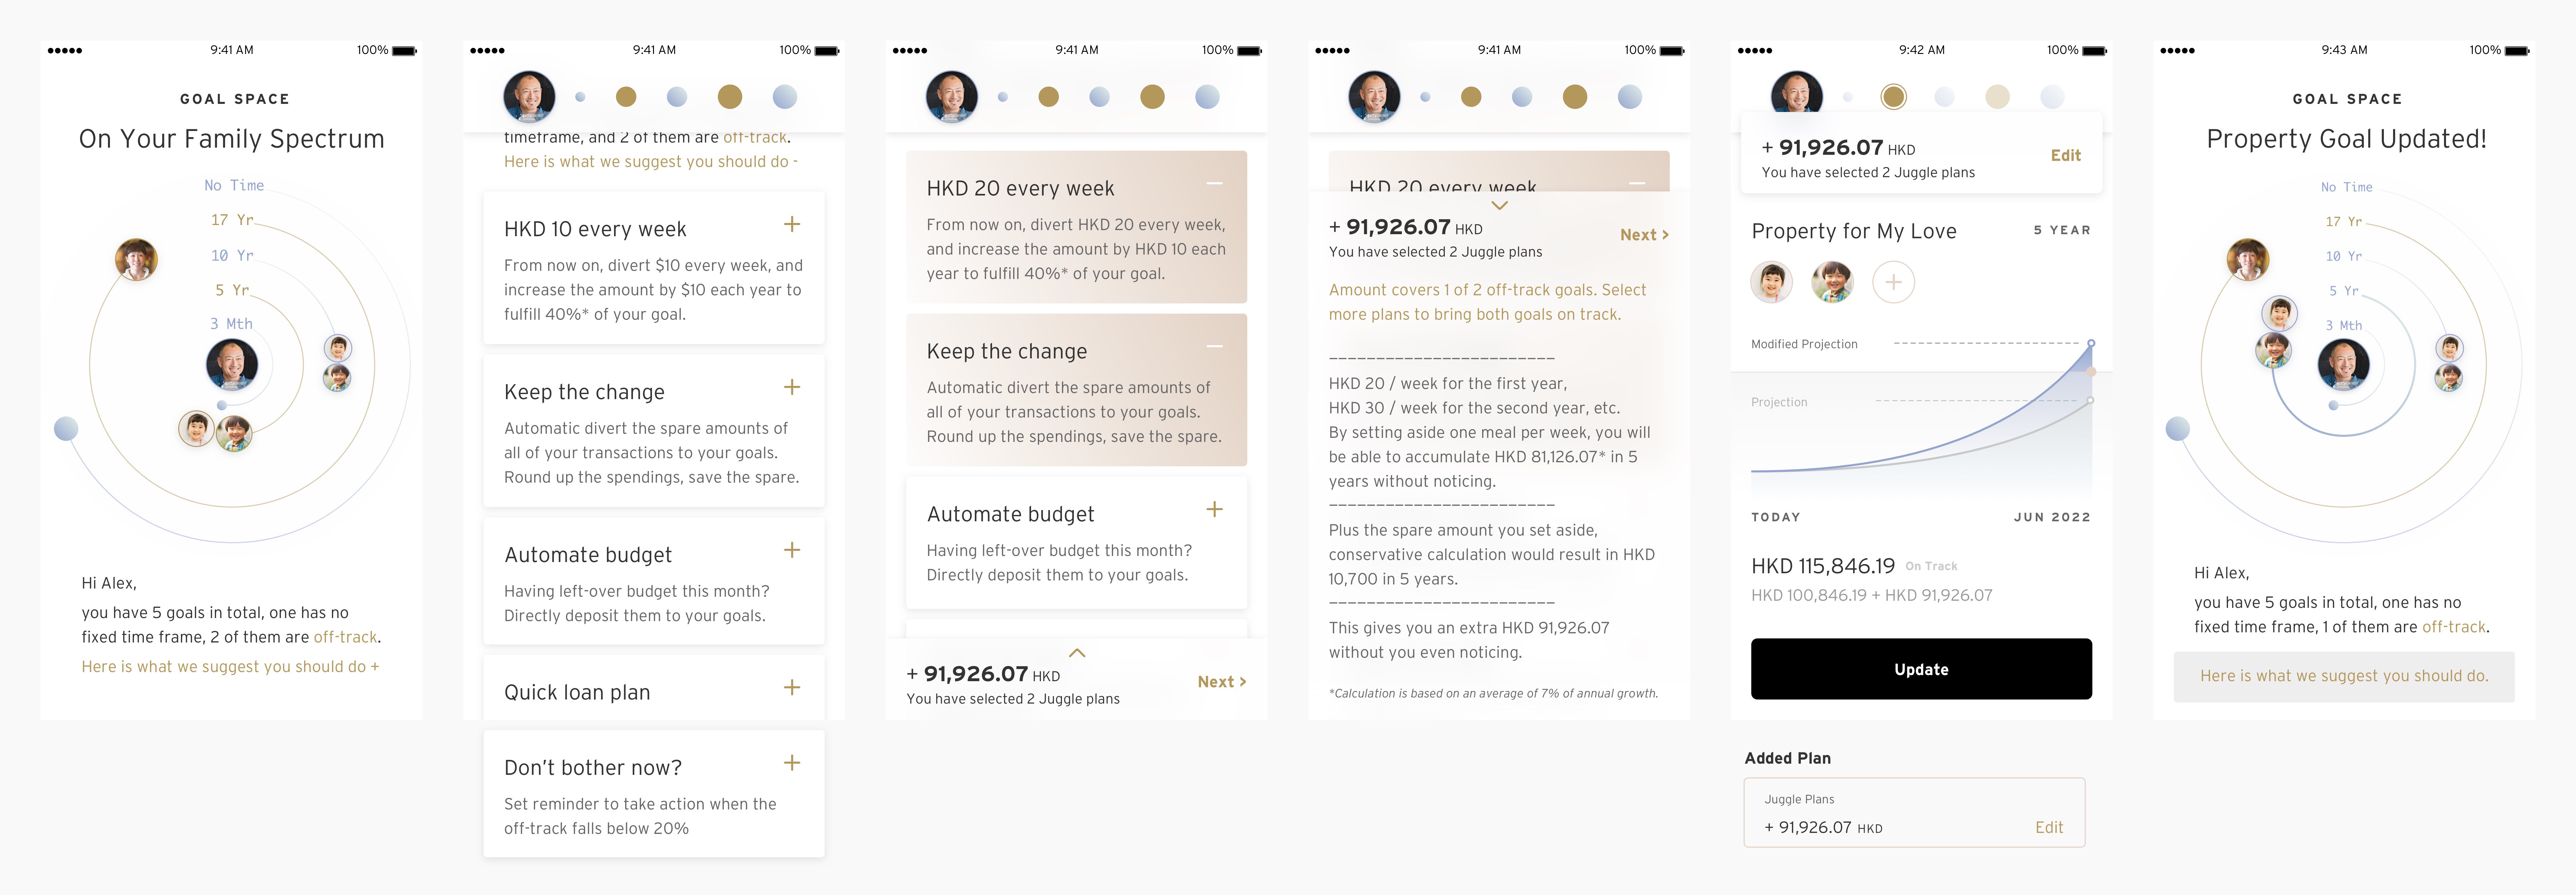 9:41 AM 100%
GOAL SPACE
On Your Family Spectrum
No Time
17 Yr
10 Yr
5 Yr
3 Mth
Hi Alex,
you have 5 goals in total, one has no
fixed time frame, 2 of them are off-track.
Here is what we suggest you should do +
9:41 AM 100%
timeframe, and 2 of them are off-track.
Here is what we suggest you should do -
HKD 10 every week +
From now on, divert $10 every week, and
increase the amount by $10 each year to
fulfill 40%* of your goal.
Keep the change +
Automatic divert the spare amounts of
all of your transactions to your goals.
Round up the spendings, save the spare.
Automate budget +
Having left-over budget this month?
Directly deposit them to your goals.
Quick loan plan +
Don't bother now? +
Set reminder to take action when the
off-track falls below 20%
9:41 AM 100%
HKD 20 every week –
From now on, divert HKD 20 every week,
and increase the amount by HKD 10 each
year to fulfill 40%* of your goal.
Keep the change –
Automatic divert the spare amounts of
all of your transactions to your goals.
Round up the spendings, save the spare.
Automate budget +
Having left-over budget this month?
Directly deposit them to your goals.
+ 91,926.07 HKD
Next >
You have selected 2 Juggle plans
9:41 AM 100%
HKD 20 every week –
+ 91,926.07 HKD
Next >
You have selected 2 Juggle plans
Amount covers 1 of 2 off-track goals. Select
more plans to bring both goals on track.
________________________
HKD 20 / week for the first year,
HKD 30 / week for the second year, etc.
By setting aside one meal per week, you will
be able to accumulate HKD 81,126.07* in 5
years without noticing.
________________________
Plus the spare amount you set aside,
conservative calculation would result in HKD
10,700 in 5 years.
________________________
This gives you an extra HKD 91,926.07
without you even noticing.
*Calculation is based on an average of 7% of annual growth.
9:42 AM 100%
+ 91,926.07 HKD
Edit
You have selected 2 Juggle plans
Property for My Love 5 YEAR
+
Modified Projection
Projection
TODAY JUN 2022
HKD 115,846.19 On Track
HKD 100,846.19 + HKD 91,926.07
Update
Added Plan
Juggle Plans
+ 91,926.07 HKD Edit
9:43 AM 100%
GOAL SPACE
Property Goal Updated!
No Time
17 Yr
10 Yr
5 Yr
3 Mth
Hi Alex,
you have 5 goals in total, one has no
fixed time frame, 1 of them are off-track.
Here is what we suggest you should do.